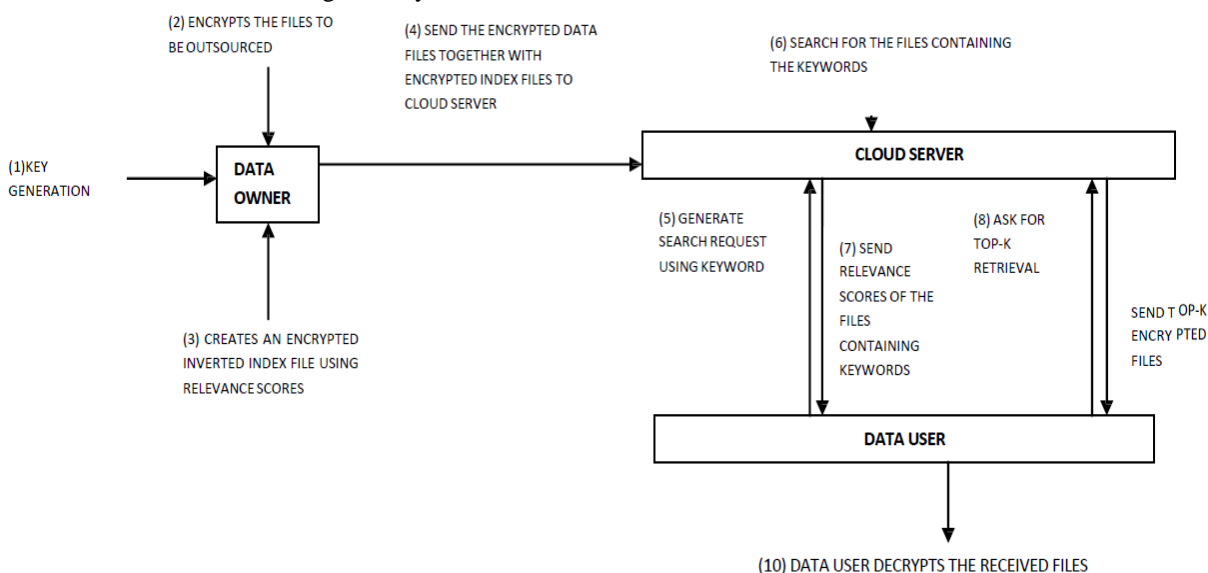 (2) ENCRYPTS THE FILES TO
BE OUTSOURCED
(4) SEND THE ENCRYPTED DATA
FILES TOGETHER WITH
ENCRYPTED INDEX FILES TO
CLOUD SERVER
(6) SEARCH FOR THE FILES CONTAINING
THE KEYWORDS
(1)KEY
GENERATION
DATA
OWNER
CLOUD SERVER
(5) GENERATE
SEARCH REQUEST
USING KEYWORD
(7) SEND
RELEVANCE
SCORES OF THE
FILES
CONTAINING
KEYWORDS
(8) ASK FOR
TOP-K
RETRIEVAL
SEND T OP-K
ENCRY PTED
FILES
(3) CREATES AN ENCRYPTED
INVERTED INDEX FILE USING
RELEVANCE SCORES
DATA USER
(10) DATA USER DECRYPTS THE RECEIVED FILES